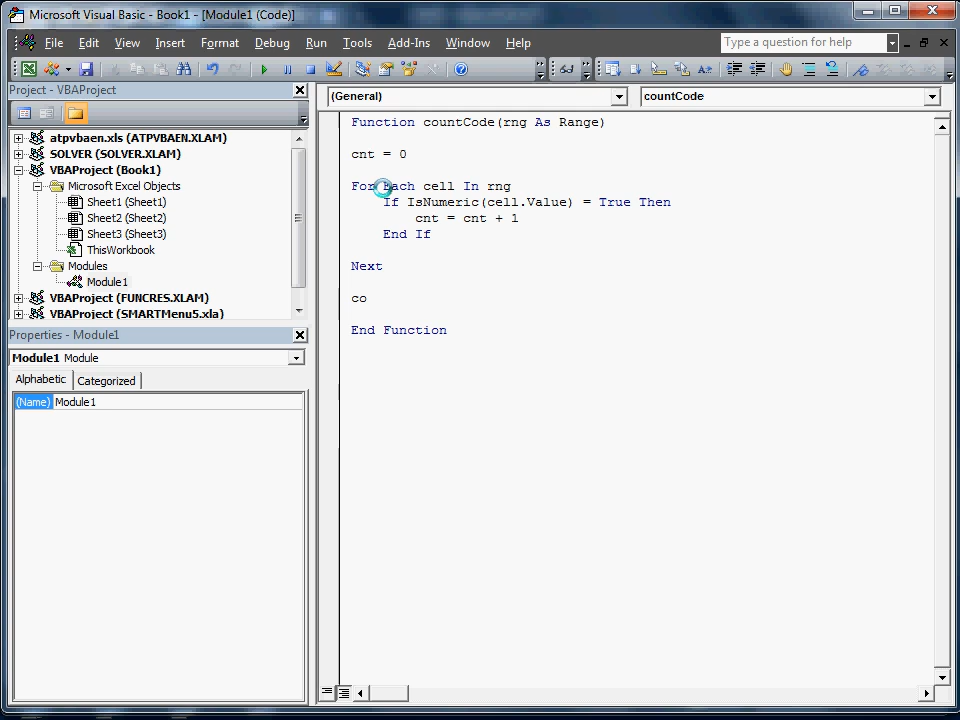 Microsoft Visual Basic - Book1 - [Module1 (Code)]
File Edit View Insert Format Debug Run Tools Add-Ins Window Help
Type a question for help
Project - VBAProject
(General)
countCode
atpvbaen.xls (ATPVBAEN.XLAM)
SOLVER (SOLVER.XLAM)
VBAProject (Book1)
Microsoft Excel Objects
Sheet1 (Sheet1)
Sheet2 (Sheet2)
Sheet3 (Sheet3)
ThisWorkbook
Modules
Module1
VBAProject (FUNCRES.XLAM)
VBAProject (SMARTMenu5.xla)
Properties - Module1
Module1 Module
Alphabetic Categorized
(Name) Module1
Function countCode(rng As Range)
cnt = 0
For Each cell In rng
If IsNumeric(cell.Value) = True Then
cnt = cnt + 1
End If
Next
co
End Function